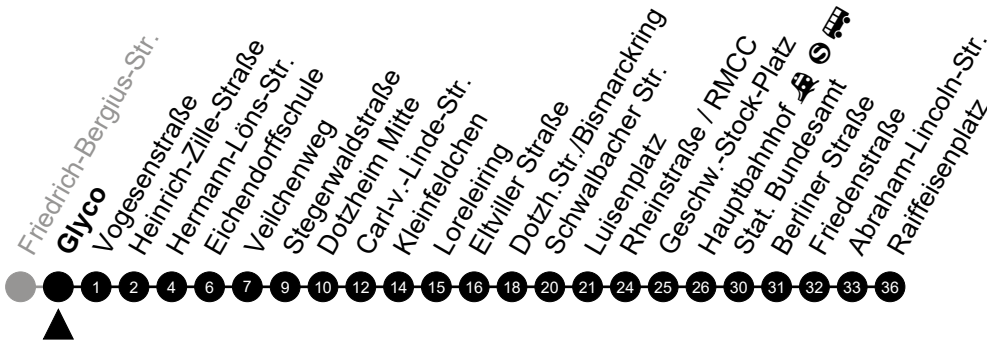 Friedrich-Bergius-Str.
Glyco
Vogesenstraße
Heinrich-Zille-Straße
Hermann-Löns-Str.
Eichendorffschule
Veilchenweg
Stegerwaldstraße
Dotzheim Mitte
Carl-v.-Linde-Str.
Kleinfeldchen
Loreleiring
Eltviller Straße
Dotzh.Str./Bismarckring
Schwalbacher Str.
Luisenplatz
Rheinstraße / RMCC
Geschw.-Stock-Platz
Hauptbahnhof S
Stat. Bundesamt
Berliner Straße
Friedenstraße
Abraham-Lincoln-Str.
Raiffeisenplatz
1 2 4 6 7 9 10 12 14 15 16 18 20 21 24 25 26 30 31 32 33 36